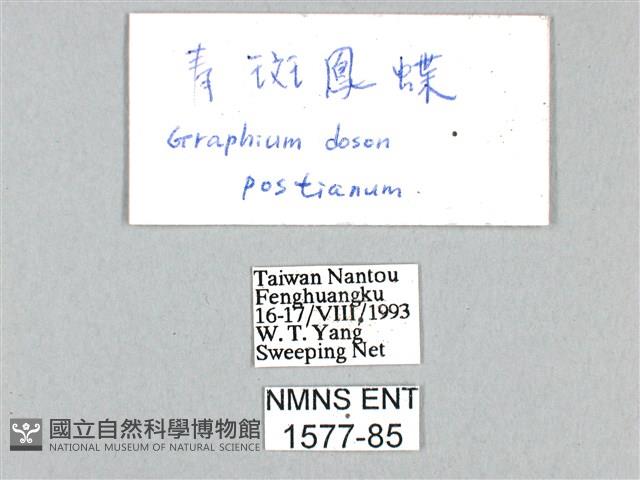 青斑鳳蝶
Graphium doson
postianum.
Taiwan Nantou
Fenghuangku
16-17/VIII/1993
W. T. Yang
Sweeping Net
NMNS ENT
1577-85
國立自然科學博物館
NATIONAL MUSEUM OF NATURAL SCIENCE